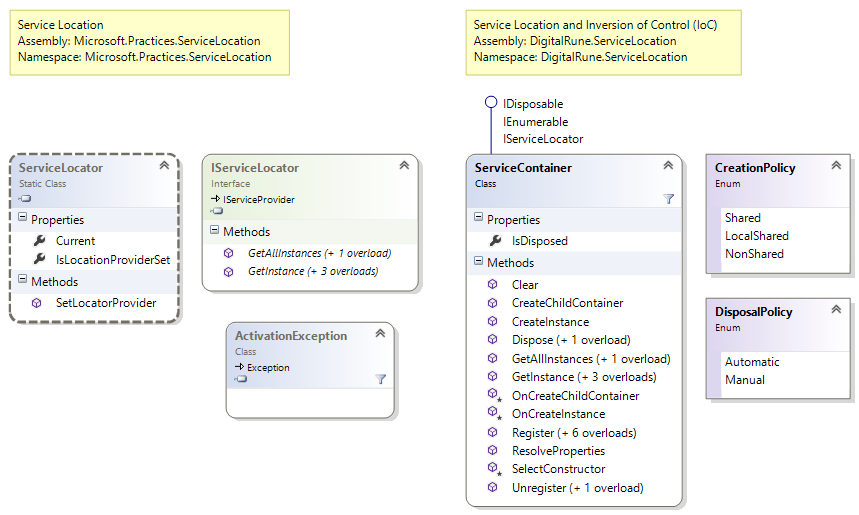 Service Location
Assembly: Microsoft.Practices.ServiceLocation
Namespace: Microsoft.Practices.ServiceLocation
Service Location and Inversion of Control (IoC)
Assembly: DigitalRune.ServiceLocation
Namespace: DigitalRune.ServiceLocation
ServiceLocator
Static Class
Properties
Current
IsLocationProviderSet
Methods
SetLocatorProvider
IServiceLocator
Interface
IServiceProvider
Methods
GetAllInstances (+ 1 overload)
GetInstance (+ 3 overloads)
ActivationException
Class
Exception
IDisposable
IEnumerable
IServiceLocator
ServiceContainer
Class
Properties
IsDisposed
Methods
Clear
CreateChildContainer
CreateInstance
Dispose (+ 1 overload)
GetAllInstances (+ 1 overload)
GetInstance (+ 3 overloads)
OnCreateChildContainer
OnCreateInstance
Register (+ 6 overloads)
ResolveProperties
SelectConstructor
Unregister (+ 1 overload)
CreationPolicy
Enum
Shared
LocalShared
NonShared
DisposalPolicy
Enum
Automatic
Manual